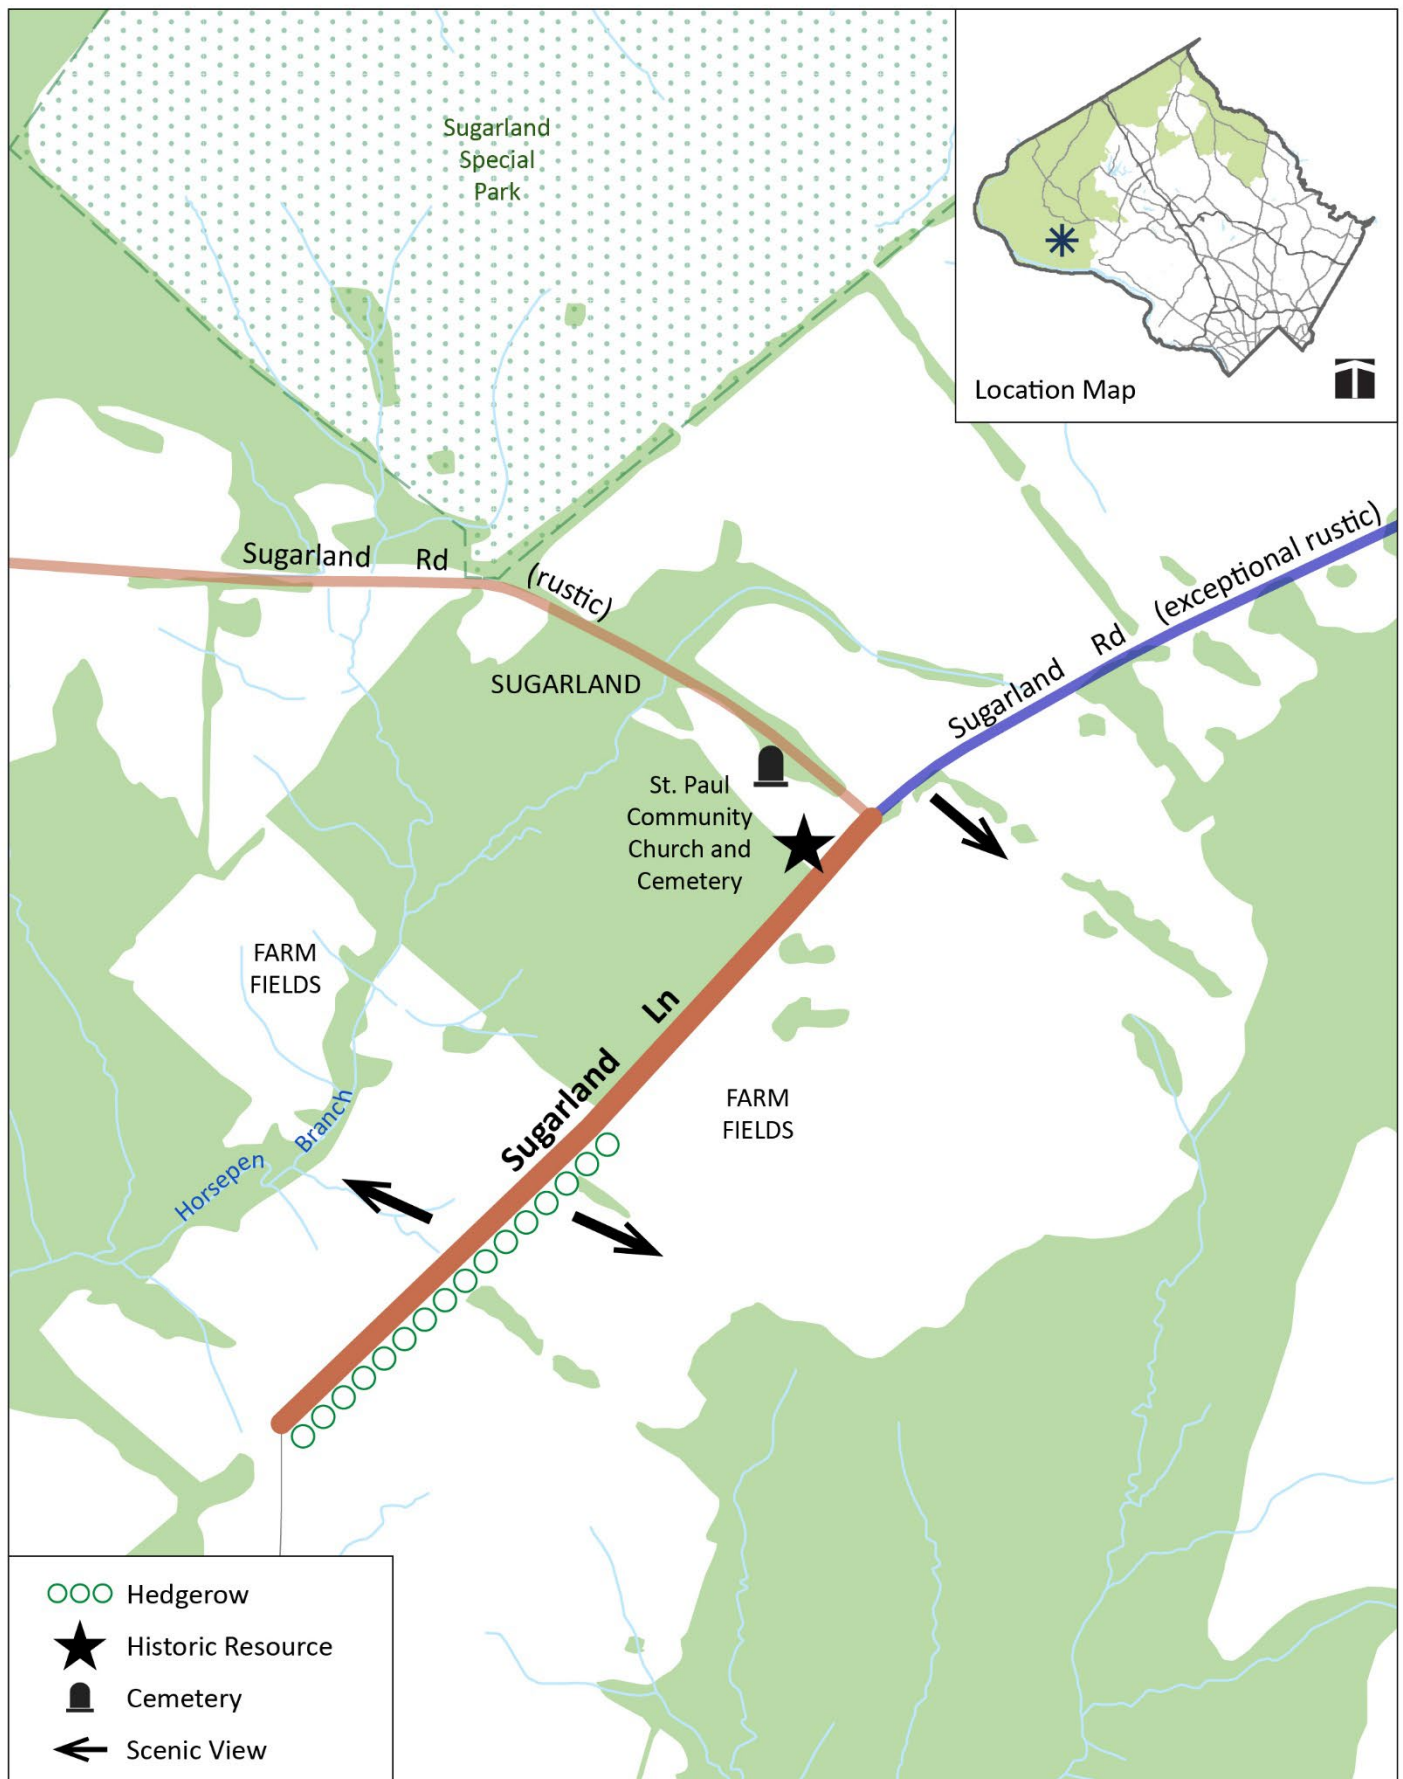 Sugarland
Special
Park
Location Map
Sugarland Rd (rustic)
Sugarland Rd (exceptional rustic)
SUGARLAND
St. Paul
Community
Church and
Cemetery
FARM
FIELDS
Sugarland Ln
FARM
FIELDS
Horsepen Branch
Hedgerow
Historic Resource
Cemetery
Scenic View